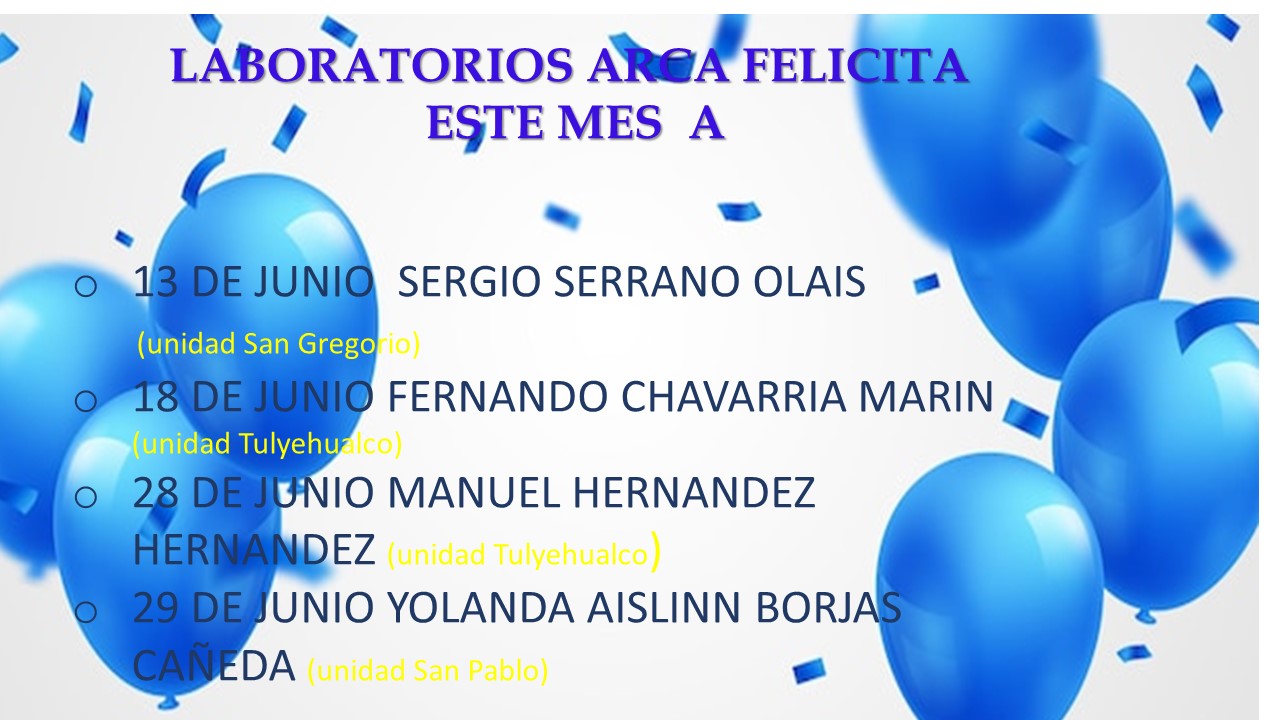 LABORATORIOS ARCA FELICITA
ESTE MES A
o 13 DE JUNIO SERGIO SERRANO OLAIS
(unidad San Gregorio)
o 18 DE JUNIO FERNANDO CHAVARRIA MARIN
(unidad Tulyehualco)
o 28 DE JUNIO MANUEL HERNANDEZ
HERNANDEZ (unidad Tulyehualco)
o 29 DE JUNIO YOLANDA AISLINN BORJAS
CAÑEDA (unidad San Pablo)